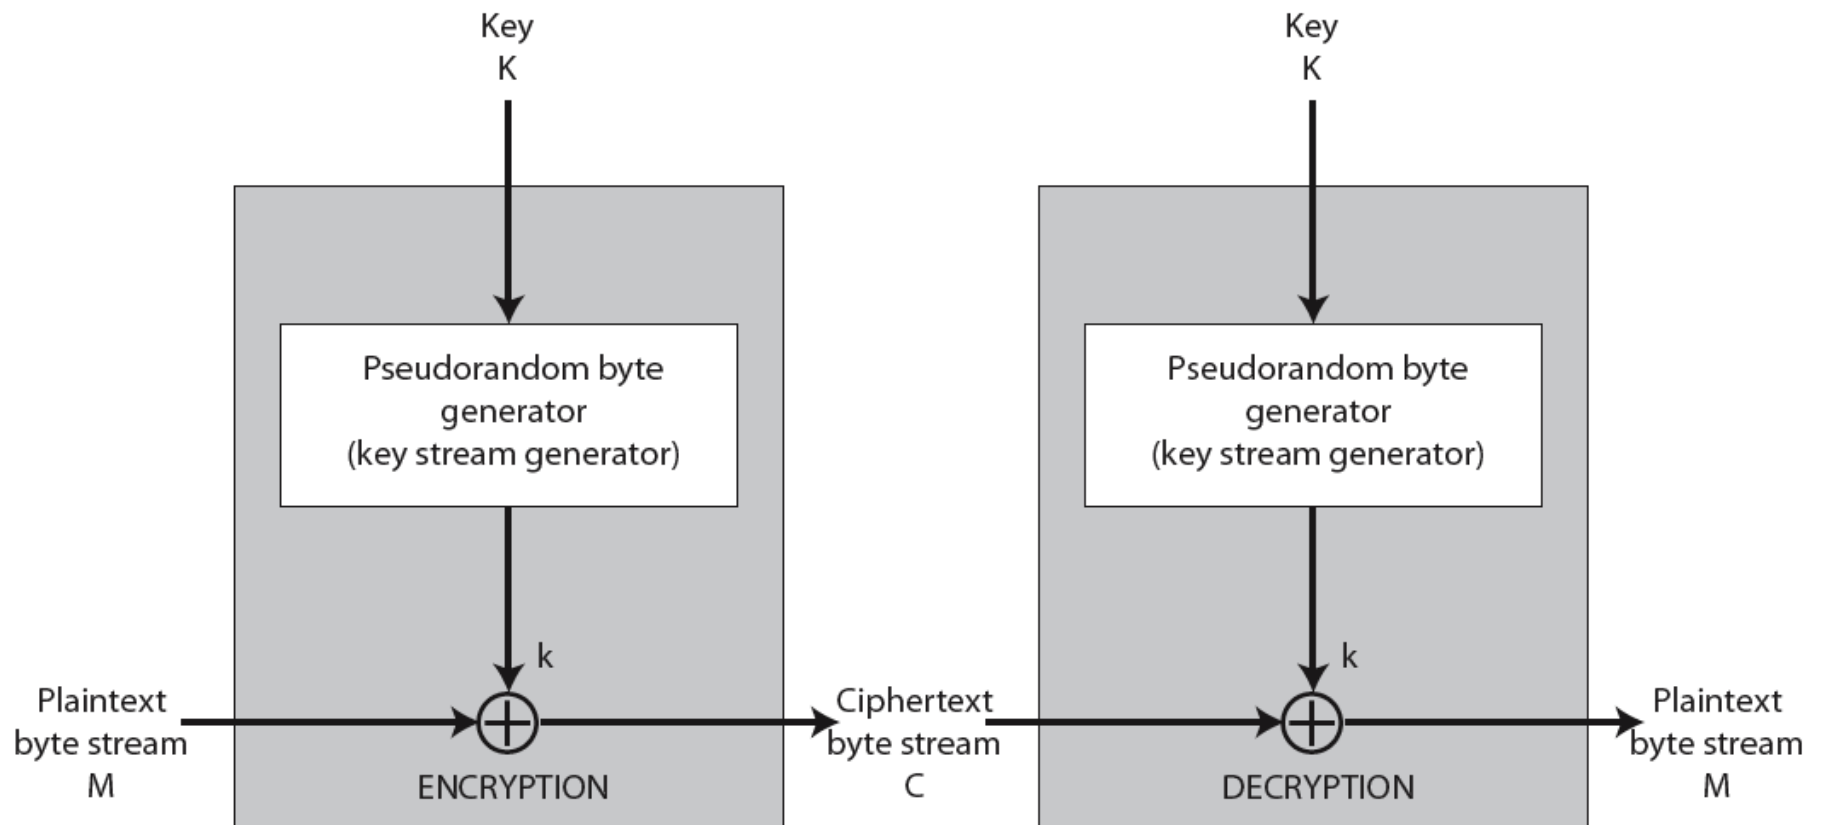 Key
K
Key
K
Pseudorandom byte
generator
(key stream generator)
Pseudorandom byte
generator
(key stream generator)
k
k
Plaintext
byte stream
M
ENCRYPTION
Ciphertext
byte stream
C
DECRYPTION
Plaintext
byte stream
M